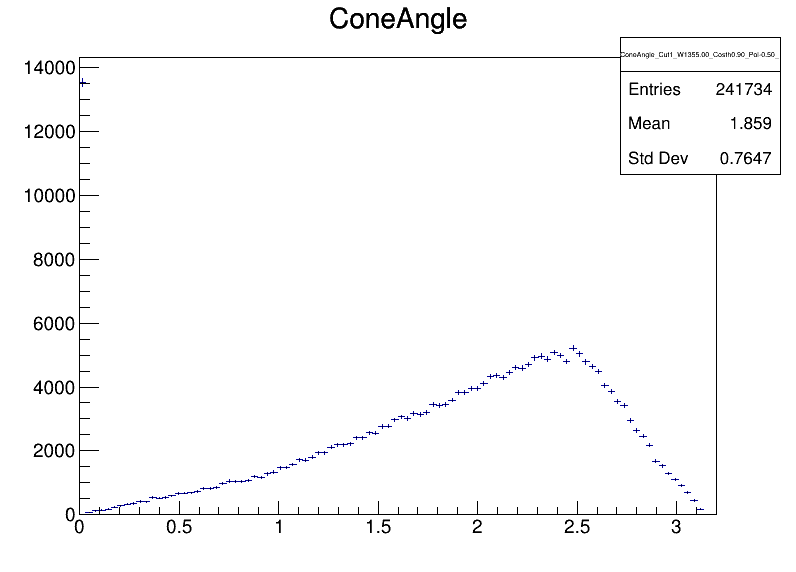 ConeAngle
ConeAngle_Cut1_W1355.00_Costh0.90_Pol-0.50_
Entries 241734
Mean 1.859
Std Dev 0.7647
14000
12000
10000
8000
6000
4000
2000
0
0 0.5 1 1.5 2 2.5 3